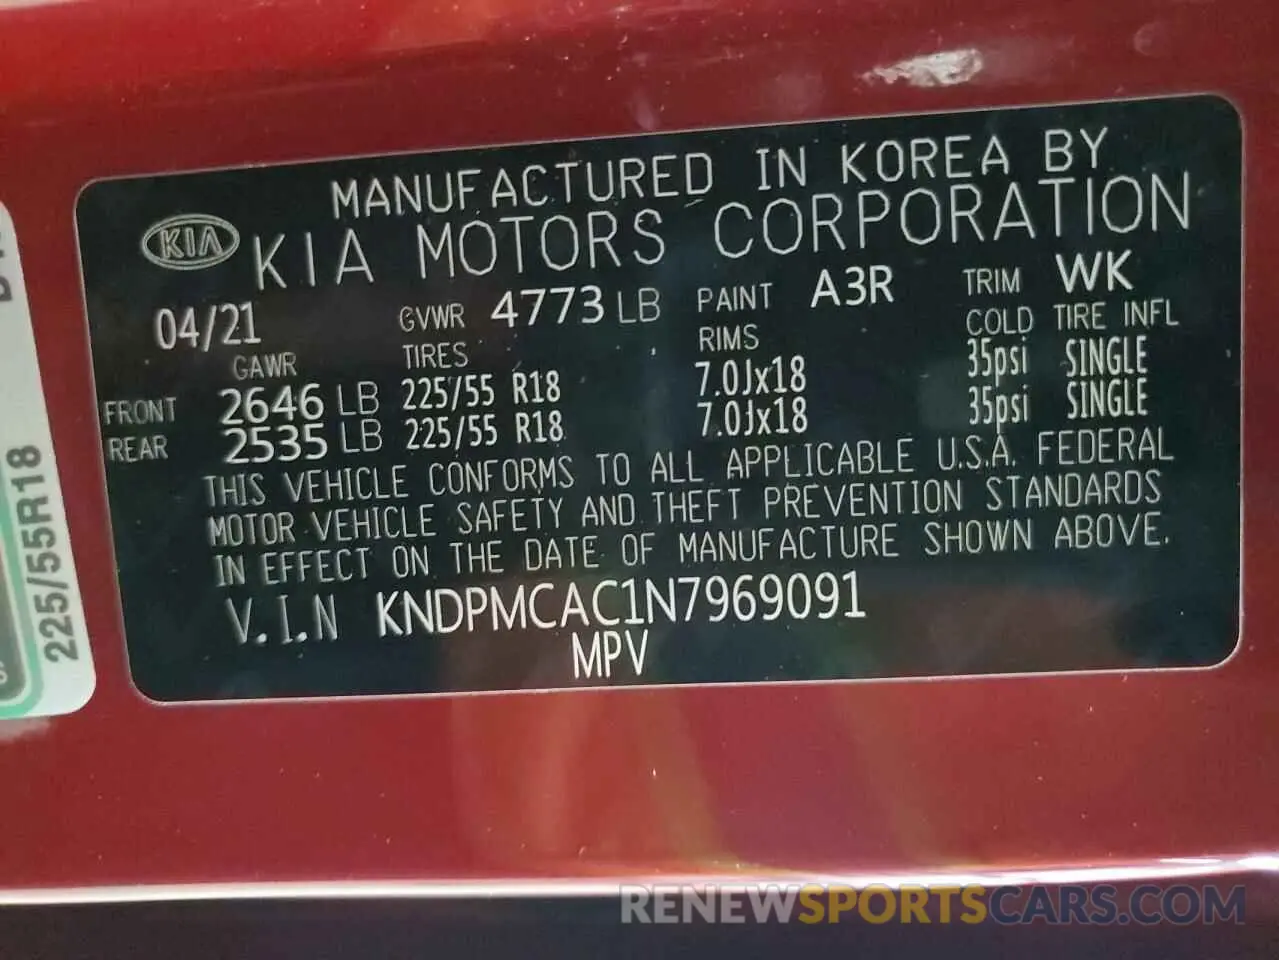 MANUFACTURED IN KOREA BY
KIA KIA MOTORS CORPORATION
04/21 GVWR 4773 LB PAINT A3R TRIM WK
GAWR TIRES RIMS COLD TIRE INFL
FRONT 2646 LB 225/55 R18 7.0Jx18 35psi SINGLE
REAR 2535 LB 225/55 R18 7.0Jx18 35psi SINGLE
THIS VEHICLE CONFORMS TO ALL APPLICABLE U.S.A. FEDERAL
MOTOR VEHICLE SAFETY AND THEFT PREVENTION STANDARDS
IN EFFECT ON THE DATE OF MANUFACTURE SHOWN ABOVE.
V.I.N KNDPMCAC1N7969091
MPV
225/55R18
RENEWSPORTSCARS.COM